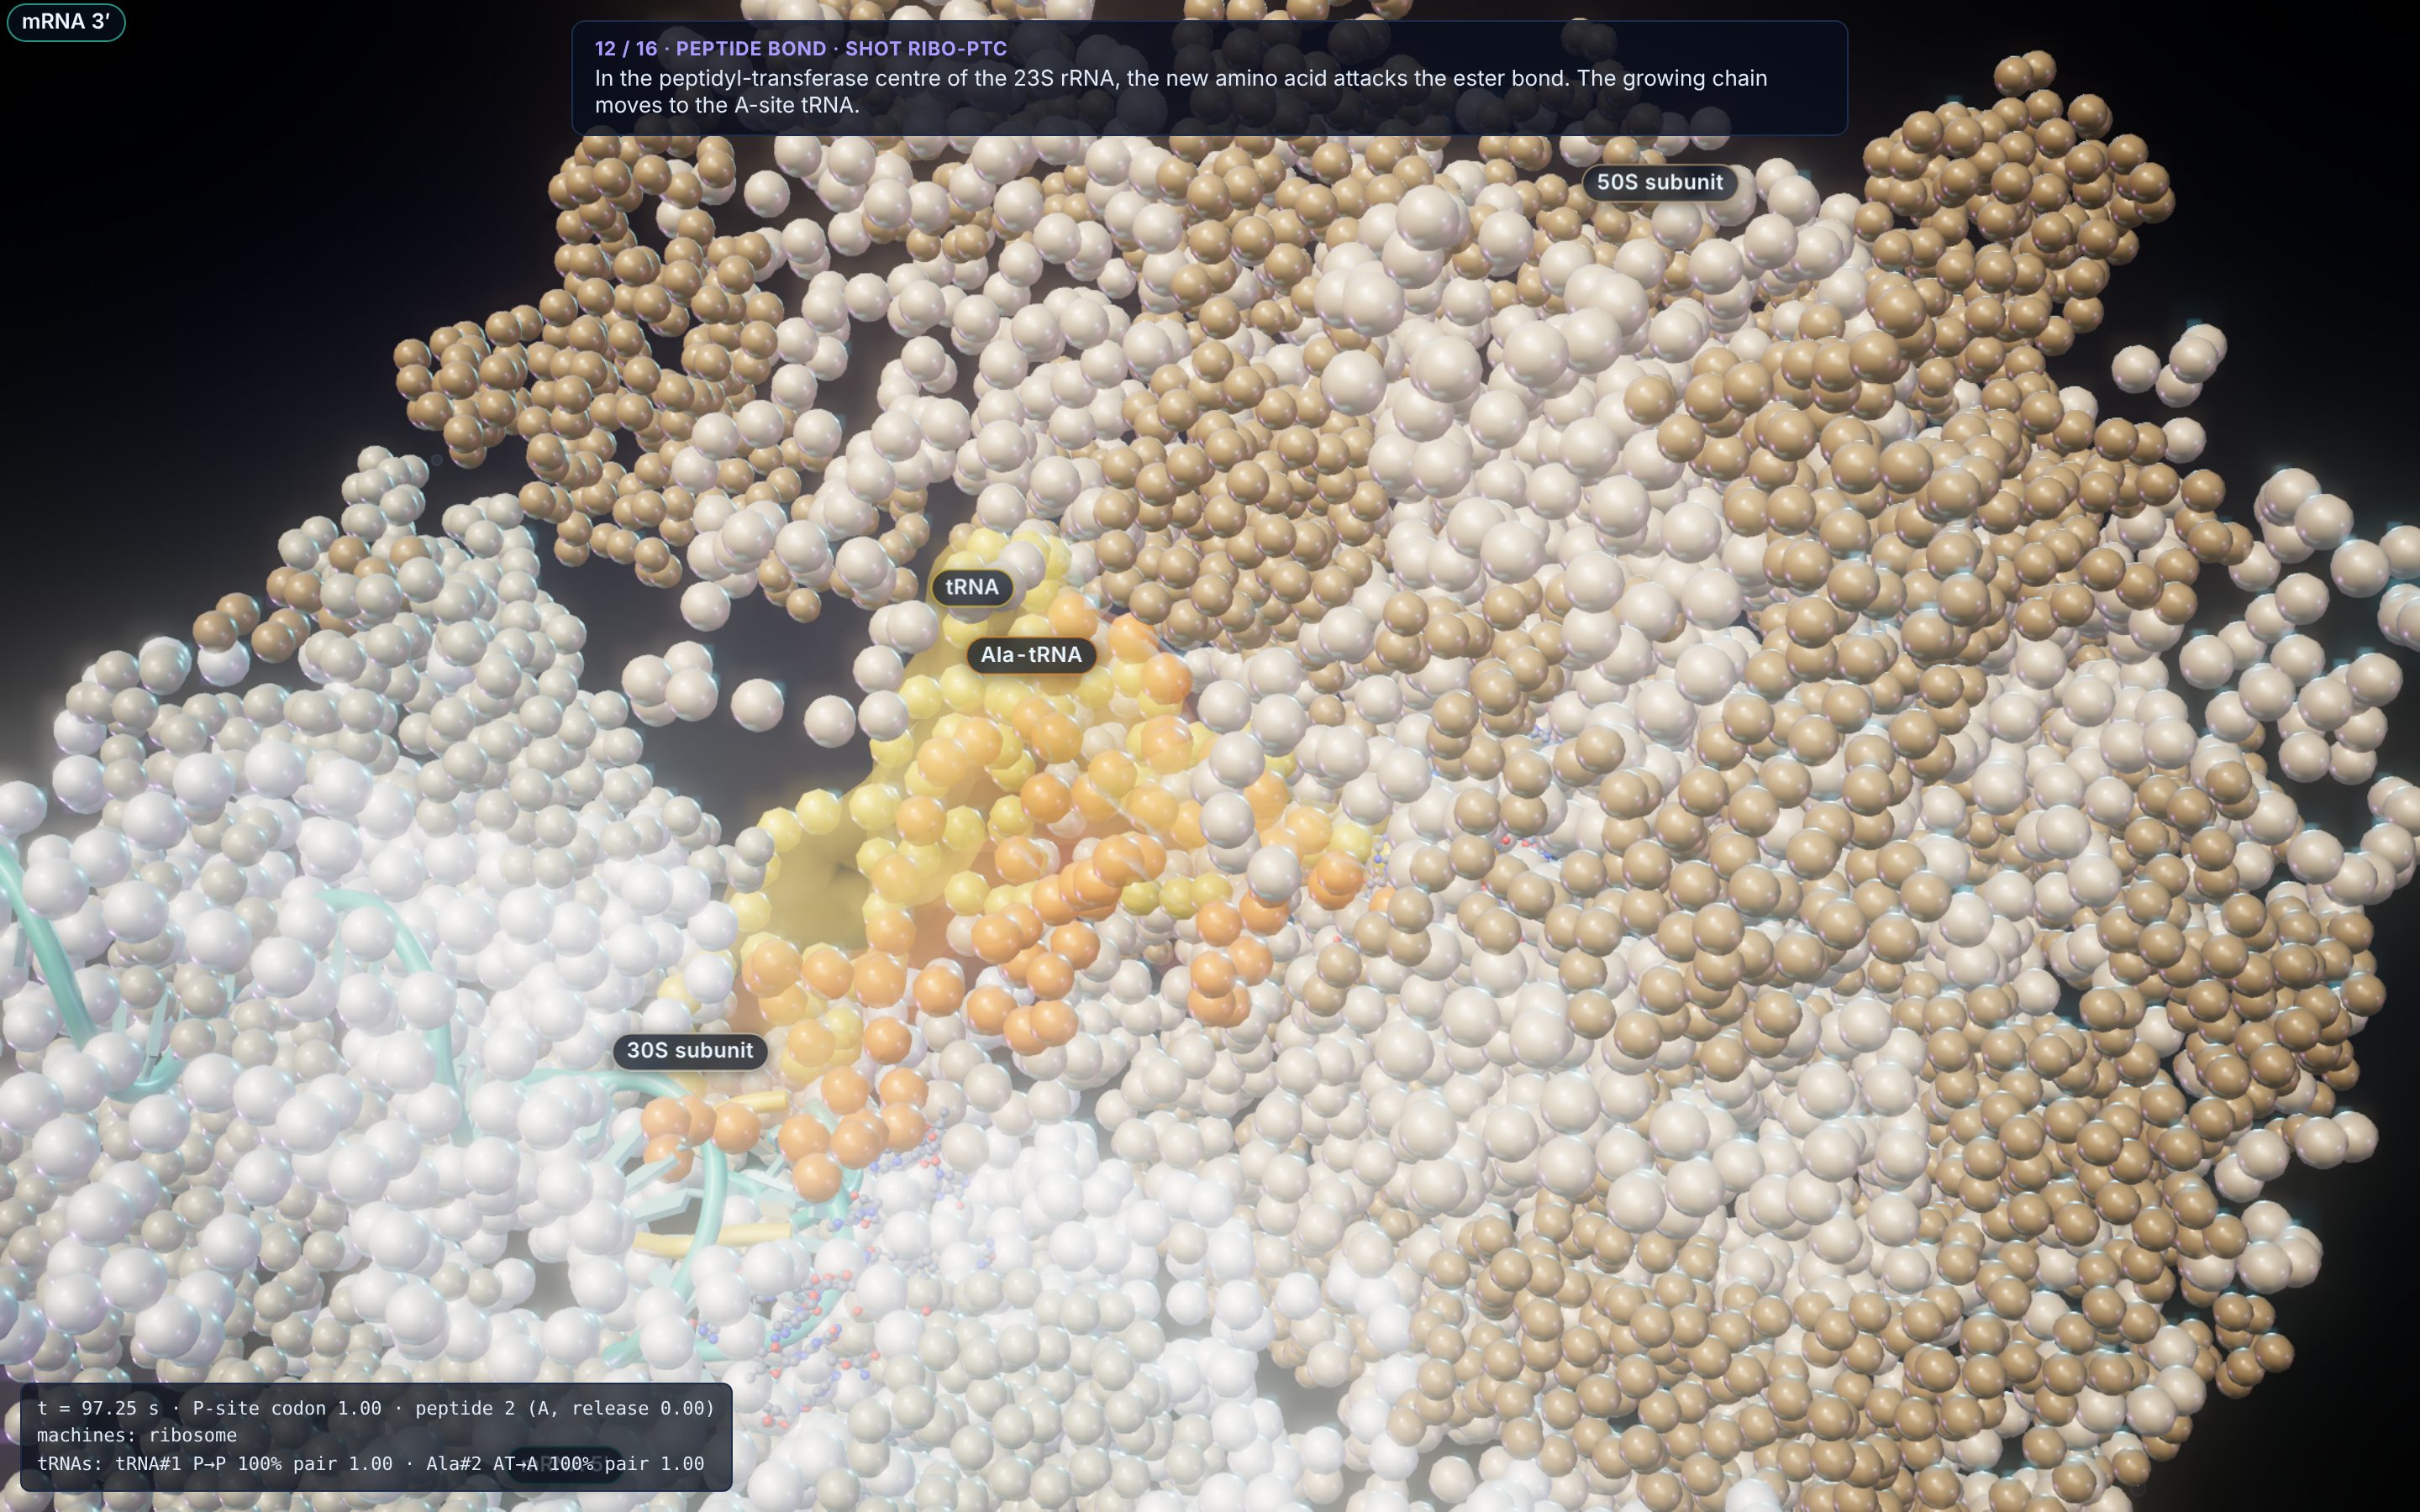 mRNA 3′
12 / 16 · PEPTIDE BOND · SHOT RIBO-PTC
In the peptidyl-transferase centre of the 23S rRNA, the new amino acid attacks the ester bond. The growing chain
moves to the A-site tRNA.
50S subunit
tRNA
Ala-tRNA
30S subunit
t = 97.25 s · P-site codon 1.00 · peptide 2 (A, release 0.00)
machines: ribosome
tRNAs: tRNA#1 P→P 100% pair 1.00 · Ala#2 AT→A 100% pair 1.00